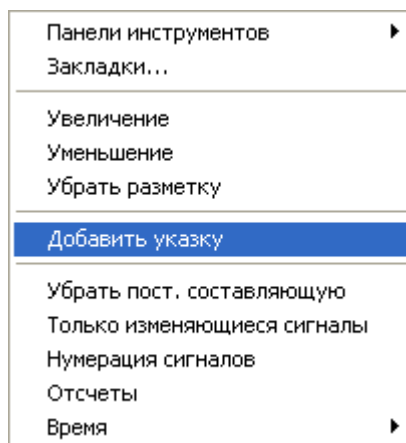 Панели инструментов
Закладки...
Увеличение
Уменьшение
Убрать разметку
Добавить указку
Убрать пост. составляющую
Только изменяющиеся сигналы
Нумерация сигналов
Отсчеты
Время